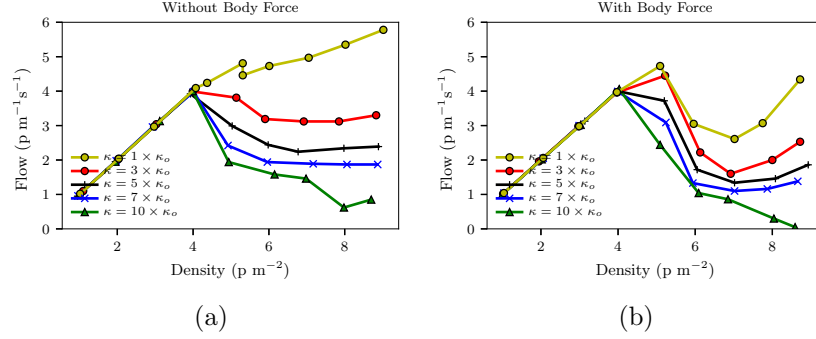 Without Body Force
6
5
4
3
2
1
0
Flow (p m⁻¹s⁻¹)
κ = 1 × κₒ
κ = 3 × κₒ
κ = 5 × κₒ
κ = 7 × κₒ
κ = 10 × κₒ
2 4 6 8
Density (p m⁻²)
(a)
With Body Force
6
5
4
3
2
1
0
Flow (p m⁻¹s⁻¹)
κ = 1 × κₒ
κ = 3 × κₒ
κ = 5 × κₒ
κ = 7 × κₒ
κ = 10 × κₒ
2 4 6 8
Density (p m⁻²)
(b)